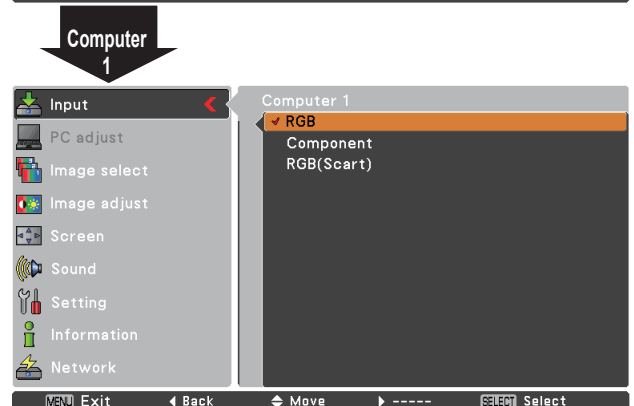 Computer
1
Input
Computer 1
RGB
PC adjust
Component
Image select
RGB(Scart)
Image adjust
Screen
Sound
Setting
Information
Network
MENU Exit Back Move ----- SELECT Select